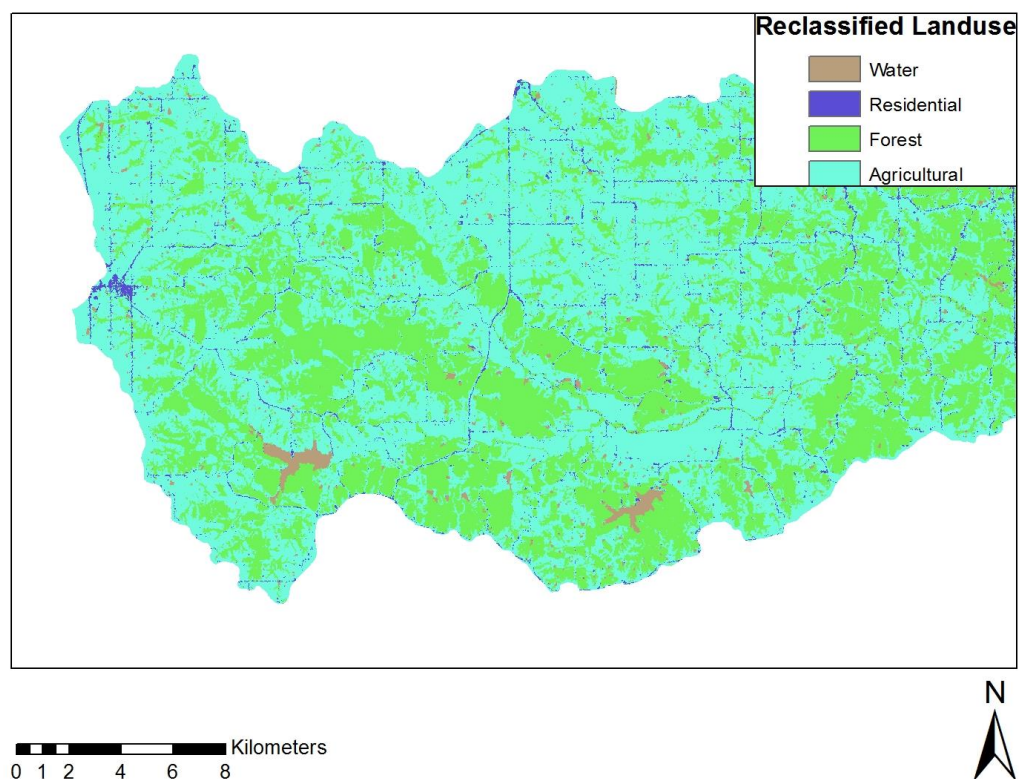 Reclassified Landuse
Water
Residential
Forest
Agricultural
N
Kilometers
0 1 2 4 6 8